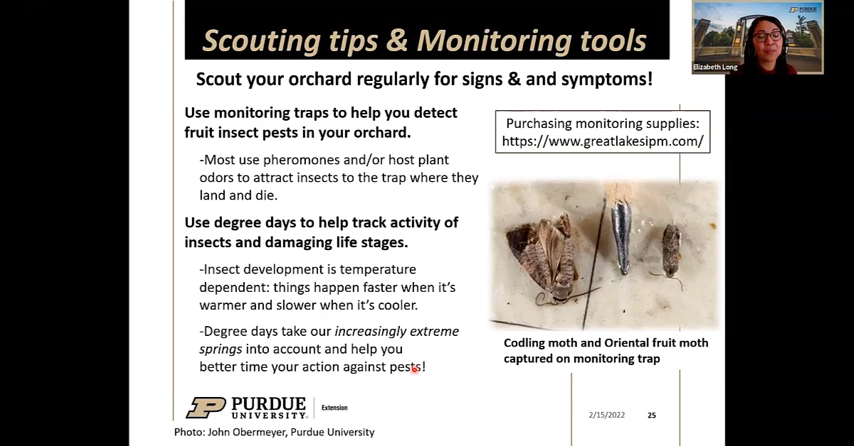 Scouting tips & Monitoring tools
Scout your orchard regularly for signs & and symptoms!
Use monitoring traps to help you detect
fruit insect pests in your orchard.
-Most use pheromones and/or host plant
odors to attract insects to the trap where they
land and die.
Use degree days to help track activity of
insects and damaging life stages.
-Insect development is temperature
dependent: things happen faster when it's
warmer and slower when it's cooler.
-Degree days take our increasingly extreme
springs into account and help you
better time your action against pests!
Purchasing monitoring supplies:
https://www.greatlakesipm.com/
Codling moth and Oriental fruit moth
captured on monitoring trap
P PURDUE
UNIVERSITY
Extension
Photo: John Obermeyer, Purdue University
2/15/2022
25
P PURDUE
UNIVERSITY
Elizabeth Long